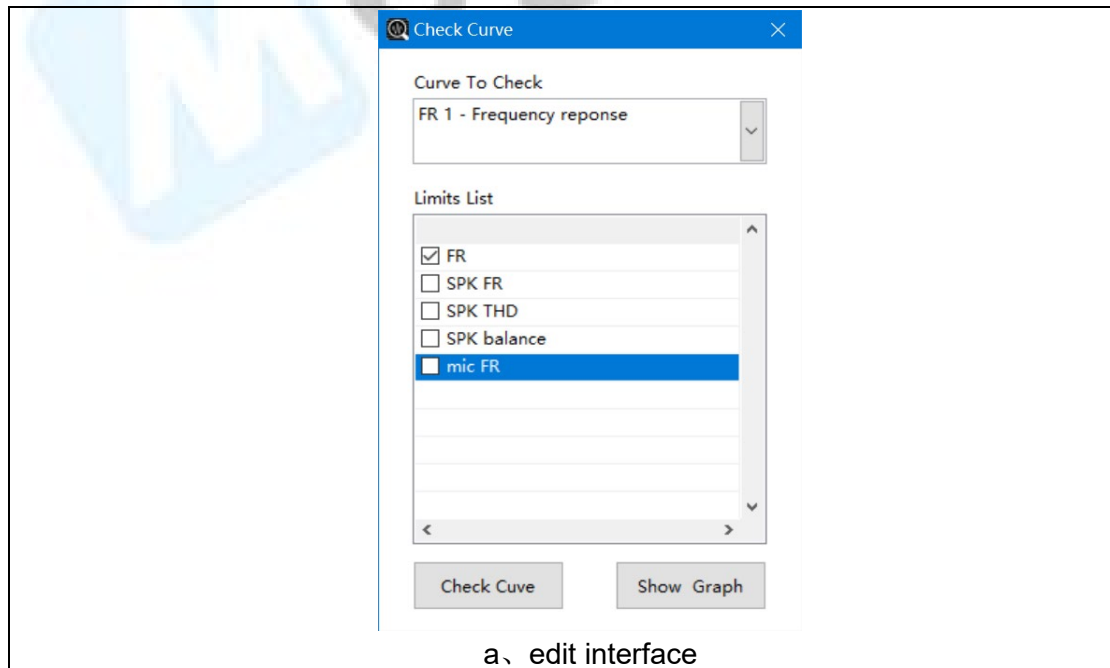 Check Curve
Curve To Check
FR 1 - Frequency reponse
Limits List
FR
SPK FR
SPK THD
SPK balance
mic FR
Check Cuve
Show Graph
a、edit interface